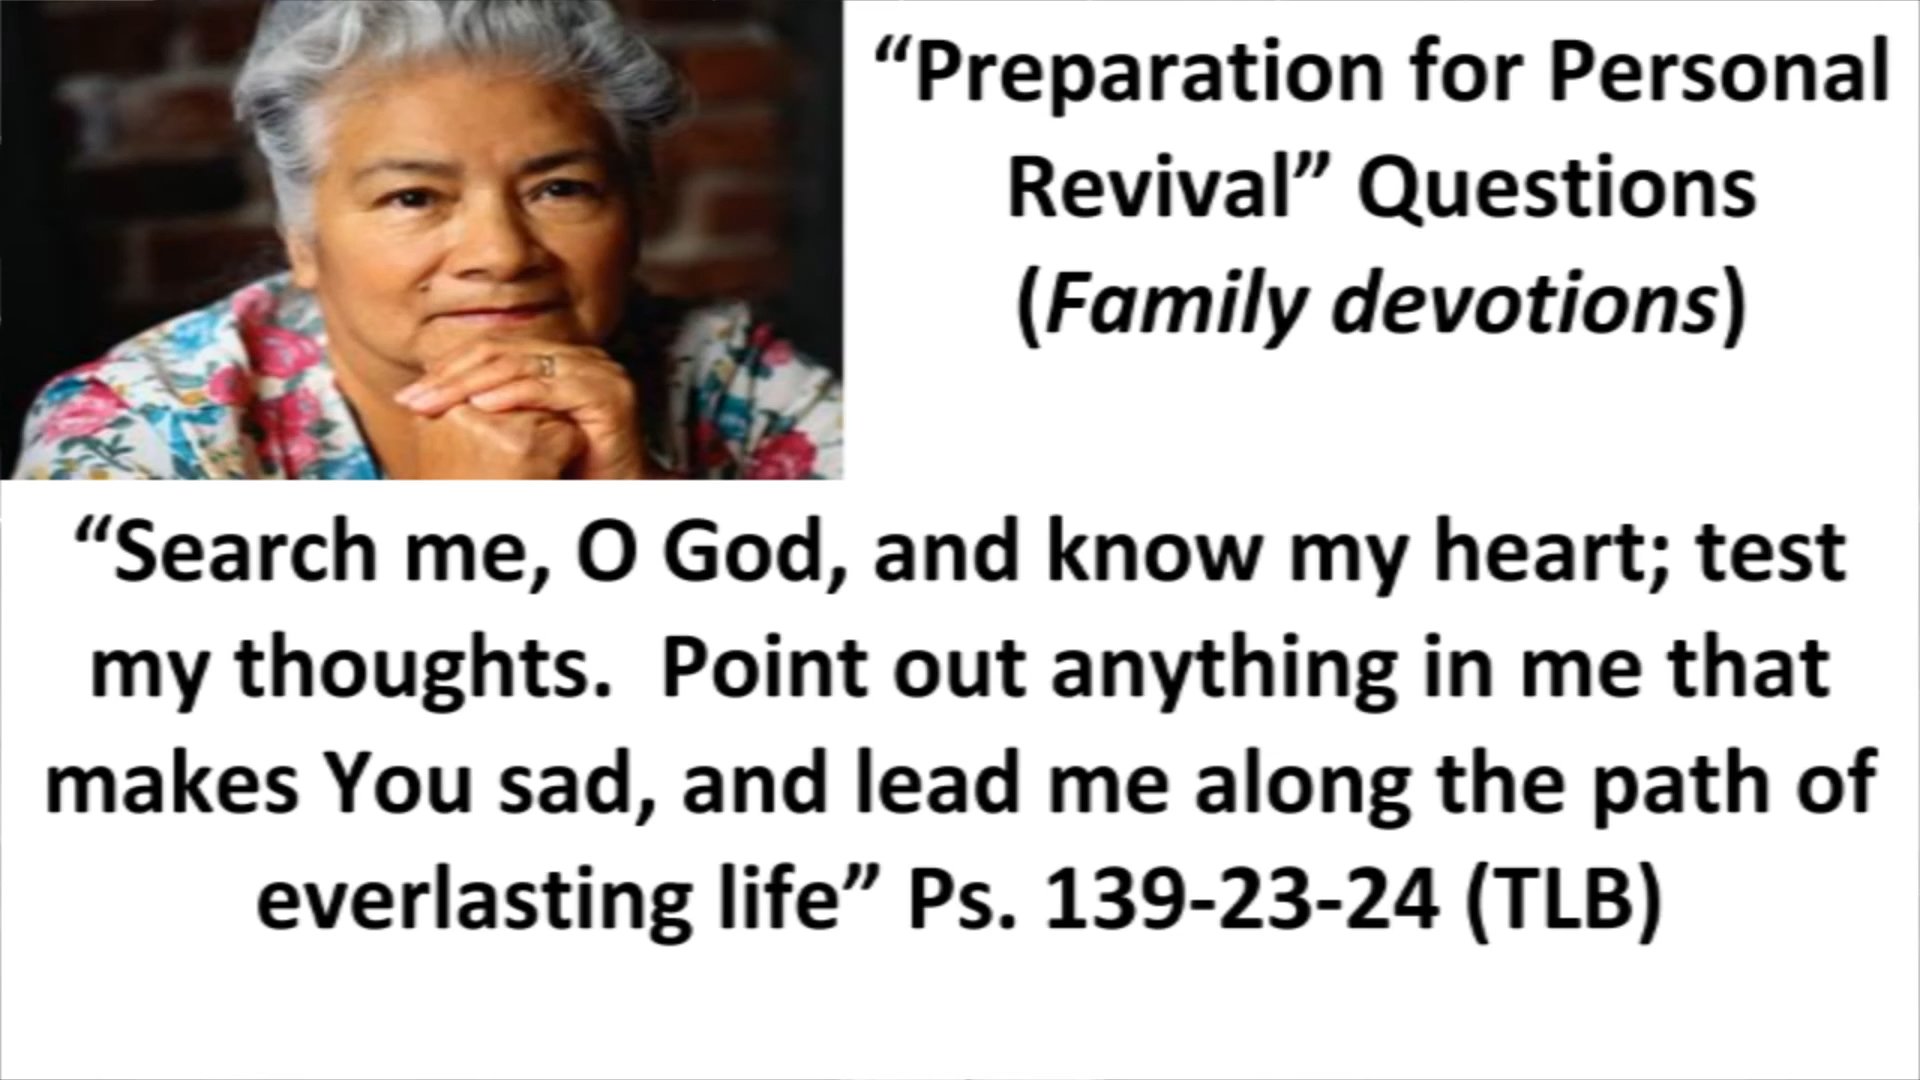 “Preparation for Personal
Revival” Questions
(Family devotions)
“Search me, O God, and know my heart; test
my thoughts.  Point out anything in me that
makes You sad, and lead me along the path of
everlasting life” Ps. 139-23-24 (TLB)